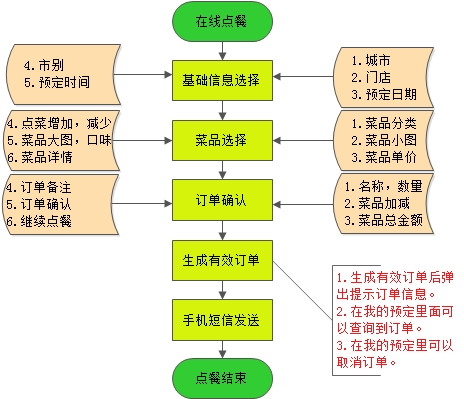 在线点餐
4.市别
5.预定时间
基础信息选择
1.城市
2.门店
3.预定日期
4.点菜增加，减少
5.菜品大图，口味
6.菜品详情
菜品选择
1.菜品分类
2.菜品小图
3.菜品单价
4.订单备注
5.订单确认
6.继续点餐
订单确认
1.名称，数量
2.菜品加减
3.菜品总金额
生成有效订单
1.生成有效订单后弹
出提示订单信息。
2.在我的预定里面可
以查询到订单。
3.在我的预定里可以
取消订单。
手机短信发送
点餐结束